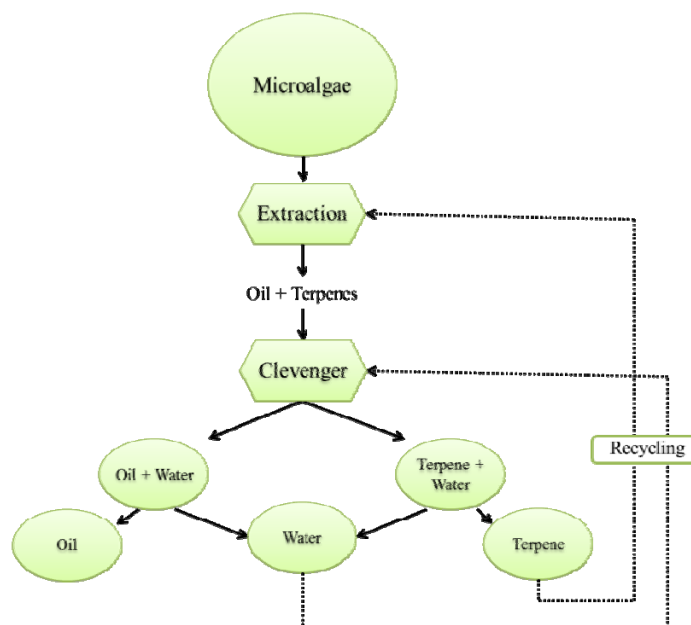 Microalgae
Extraction
Oil + Terpenes
Clevenger
Recycling
Oil + Water
Terpene +
Water
Oil
Water
Terpene